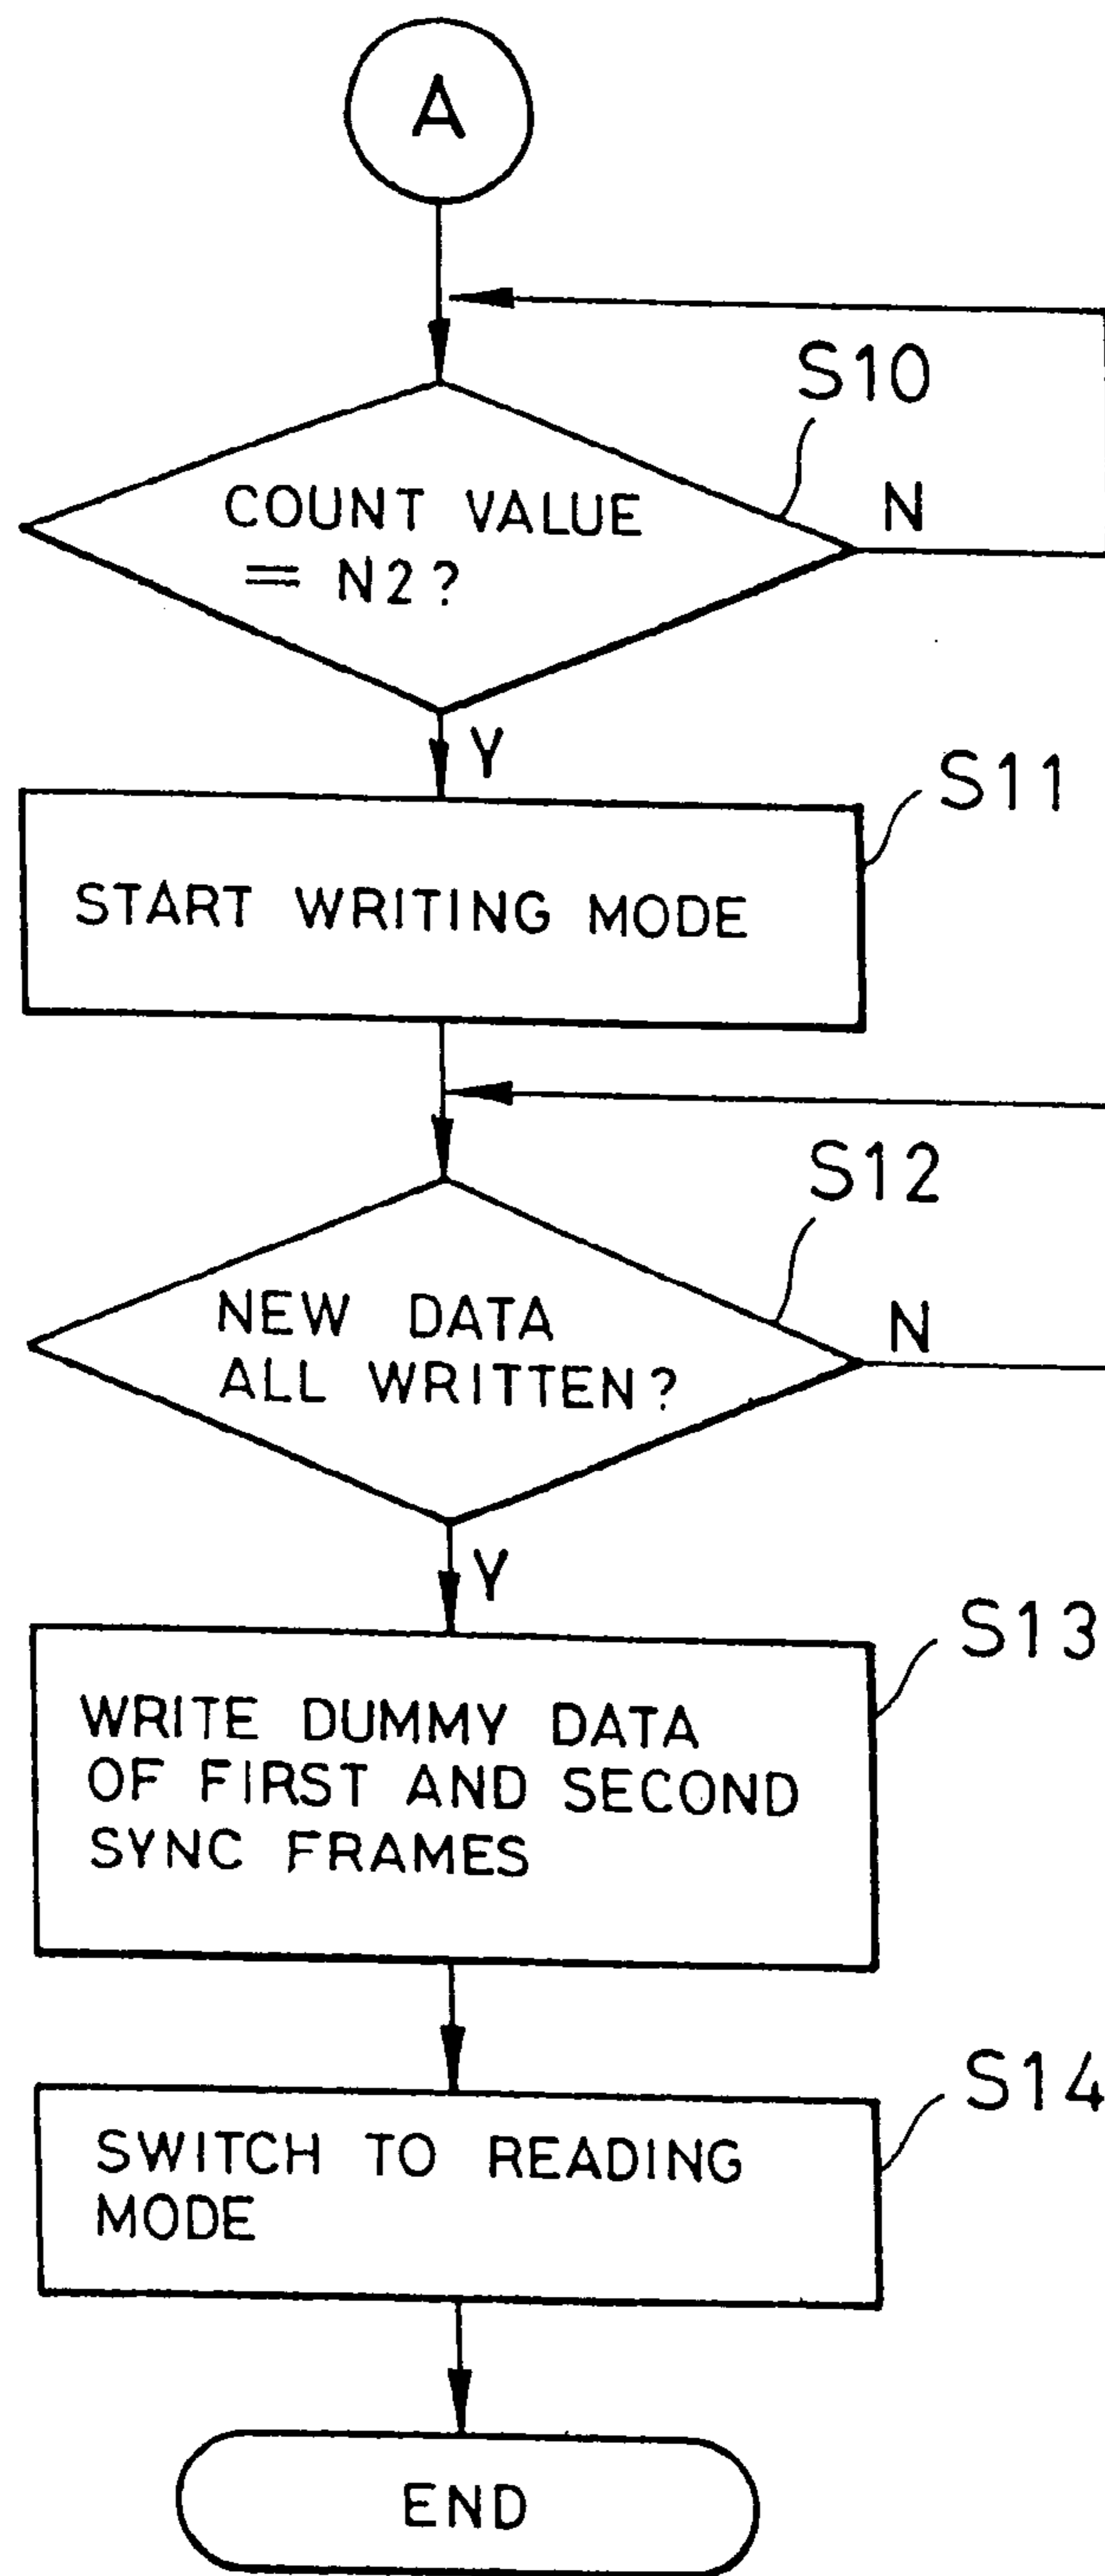 A
S10
COUNT VALUE
= N2?
N
Y
S11
START WRITING MODE
S12
NEW DATA
ALL WRITTEN?
N
Y
S13
WRITE DUMMY DATA
OF FIRST AND SECOND
SYNC FRAMES
S14
SWITCH TO READING
MODE
END